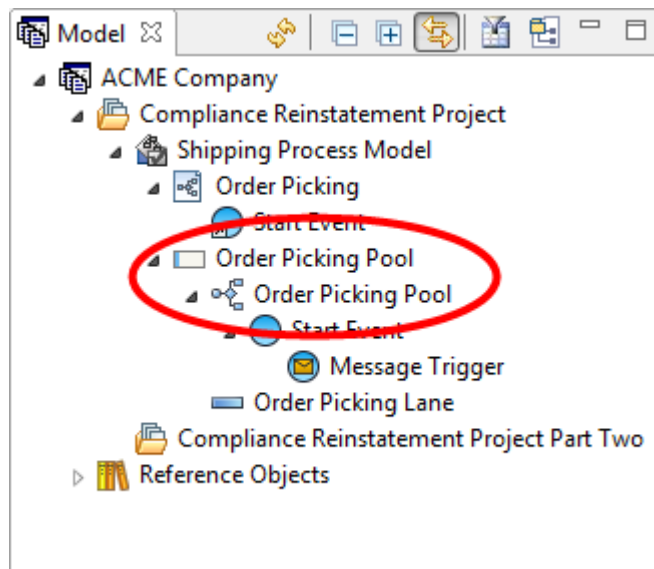 Model
ACME Company
Compliance Reinstatement Project
Shipping Process Model
Order Picking
Start Event
Order Picking Pool
Order Picking Pool
Start Event
Message Trigger
Order Picking Lane
Compliance Reinstatement Project Part Two
Reference Objects